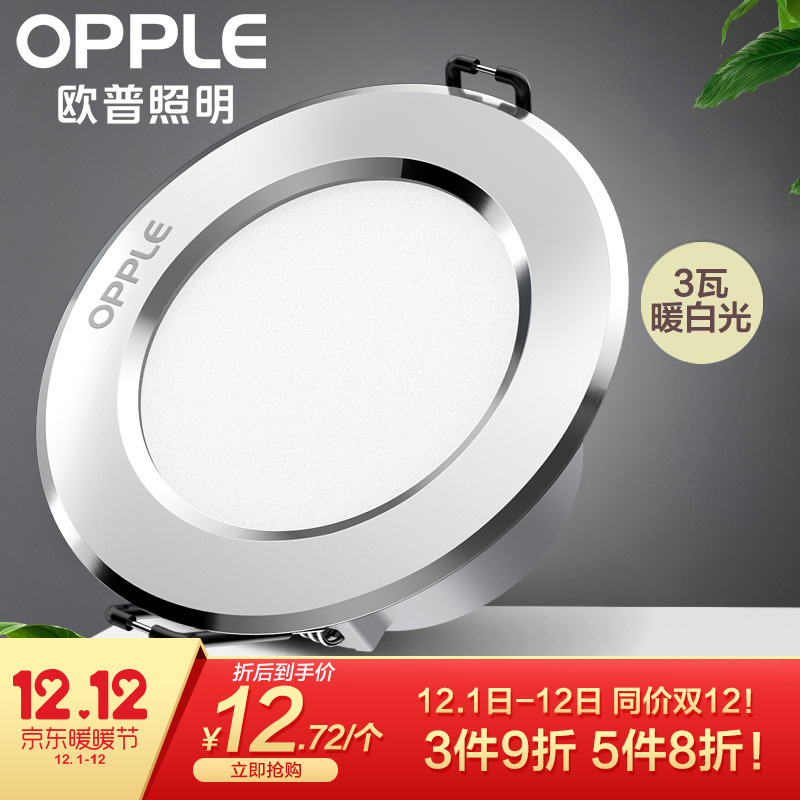 OPPLE
欧普照明
OPPLE
3瓦
暖白光
12.12
京东暖暖节
12.1-12
折后到手价
¥12.72/个
立即抢购
12.1日-12日 同价双12!
3件9折 5件8折!